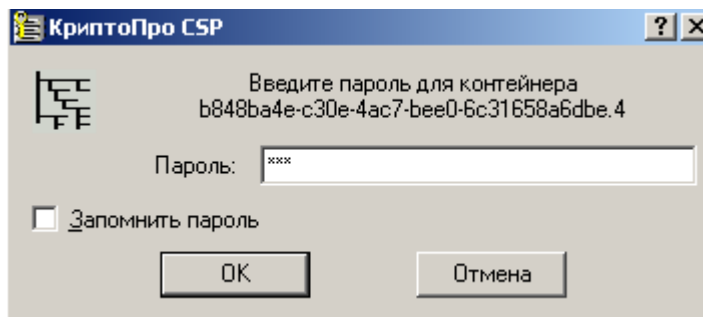 КриптоПро CSP
Введите пароль для контейнера
b848ba4e-c30e-4ac7-bee0-6c31658a6dbe.4
Пароль: ***
Запомнить пароль
OK
Отмена